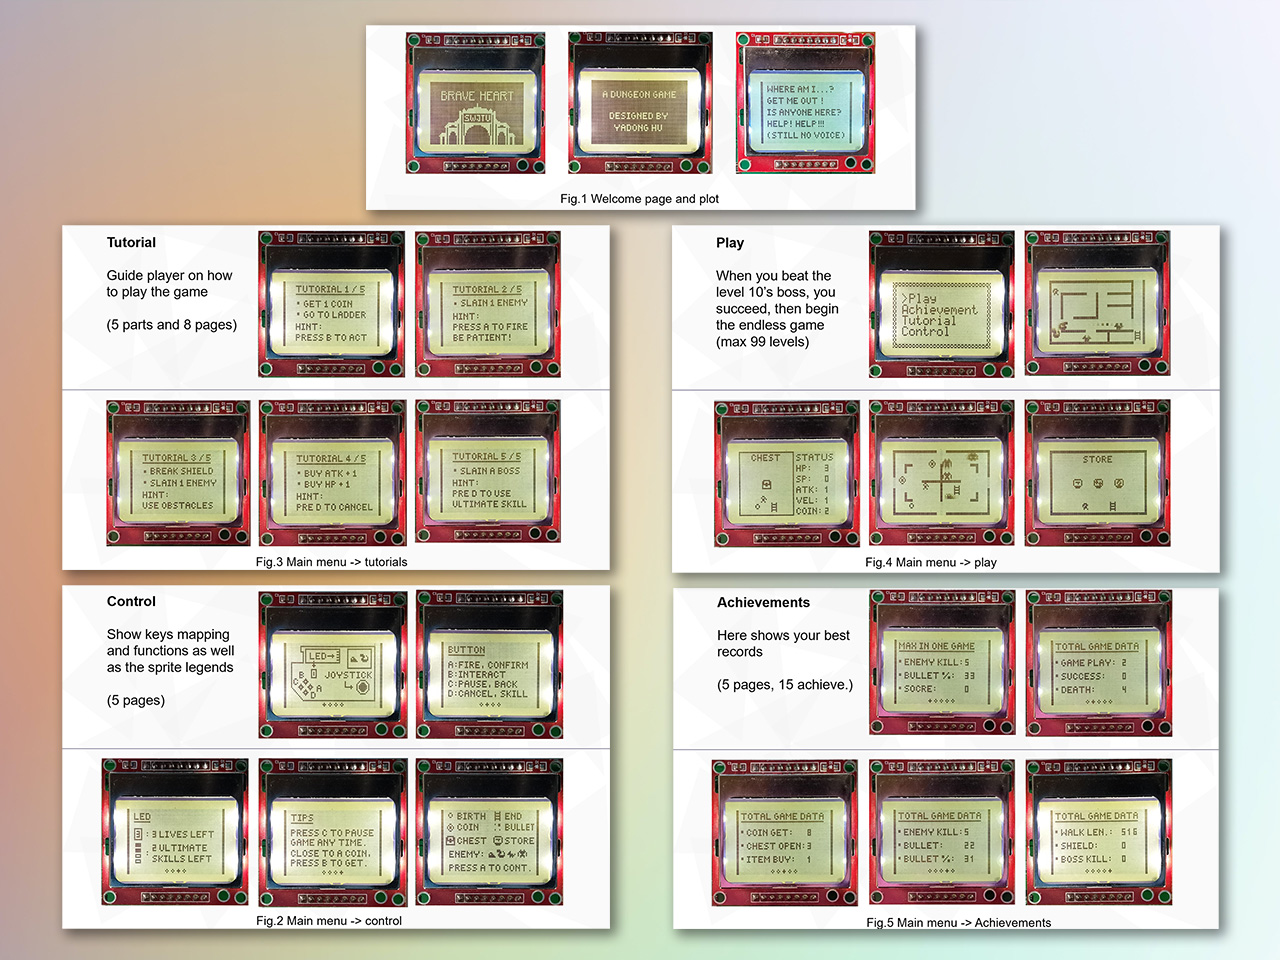 BRAVE HEART
SWJTU
A DUNGEON GAME
DESIGNED BY
YADONG HU
WHERE AM I...?
GET ME OUT !
IS ANYONE HERE?
HELP! HELP!!!
(STILL NO VOICE)
Fig.1 Welcome page and plot
Tutorial
Guide player on how
to play the game
(5 parts and 8 pages)
TUTORIAL 1 / 5
* GET 1 COIN
* GO TO LADDER
HINT:
PRESS B TO ACT
TUTORIAL 2 / 5
* SLAIN 1 ENEMY
HINT:
PRESS A TO FIRE
BE PATIENT!
TUTORIAL 3 / 5
* BREAK SHIELD
* SLAIN 1 ENEMY
HINT:
USE OBSTACLES
TUTORIAL 4 / 5
* BUY ATK + 1
* BUY HP + 1
HINT:
PRE D TO CANCEL
TUTORIAL 5 / 5
* SLAIN A BOSS
HINT:
PRE D TO USE
ULTIMATE SKILL
Fig.3 Main menu -> tutorials
Play
When you beat the
level 10's boss, you
succeed, then begin
the endless game
(max 99 levels)
>Play
Achievement
Tutorial
Control
CHEST
STATUS
HP: 3
SP: 0
ATK: 1
VEL: 1
COIN: 2
STORE
Fig.4 Main menu -> play
Control
Show keys mapping
and functions as well
as the sprite legends
(5 pages)
LED→3
B
C
A
D
JOYSTICK
BUTTON
A:FIRE, CONFIRM
B:INTERACT
C:PAUSE, BACK
D:CANCEL, SKILL
LED
3 : 3 LIVES LEFT
: 2 ULTIMATE
SKILLS LEFT
TIPS
PRESS C TO PAUSE
GAME ANY TIME.
CLOSE TO A COIN,
PRESS B TO GET.
BIRTH END
COIN BULLET
CHEST STORE
ENEMY:
PRESS A TO CONT.
Fig.2 Main menu -> control
Achievements
Here shows your best
records
(5 pages, 15 achieve.)
MAX IN ONE GAME
* ENEMY KILL: 5
* BULLET %: 33
* SOCRE: 0
TOTAL GAME DATA
* GAME PLAY: 2
* SUCCESS: 0
* DEATH: 4
TOTAL GAME DATA
* COIN GET: 8
* CHEST OPEN: 3
* ITEM BUY: 1
TOTAL GAME DATA
* ENEMY KILL: 5
* BULLET: 22
* BULLET %: 31
TOTAL GAME DATA
* WALK LEN.: 516
* SHIELD: 0
* BOSS KILL: 0
Fig.5 Main menu -> Achievements